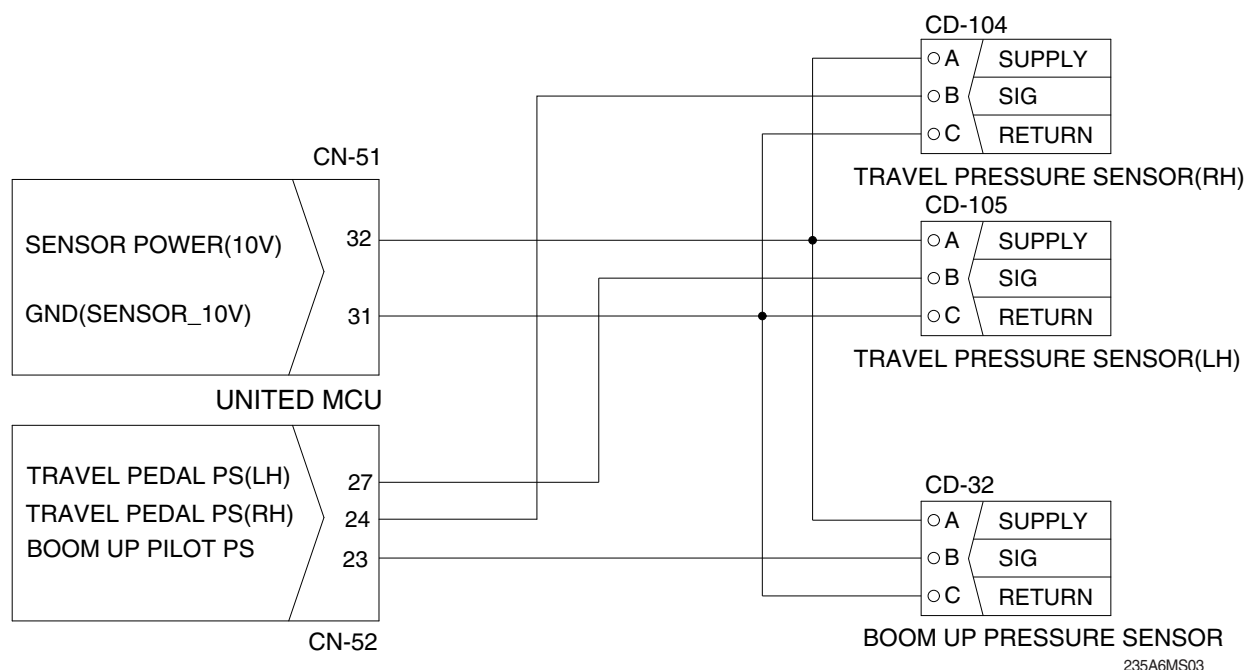 CN-51
SENSOR POWER(10V) 32
GND(SENSOR_10V) 31
UNITED MCU
TRAVEL PEDAL PS(LH) 27
TRAVEL PEDAL PS(RH) 24
BOOM UP PILOT PS 23
CN-52
CD-104
A SUPPLY
B SIG
C RETURN
TRAVEL PRESSURE SENSOR(RH)
CD-105
A SUPPLY
B SIG
C RETURN
TRAVEL PRESSURE SENSOR(LH)
CD-32
A SUPPLY
B SIG
C RETURN
BOOM UP PRESSURE SENSOR
235A6MS03